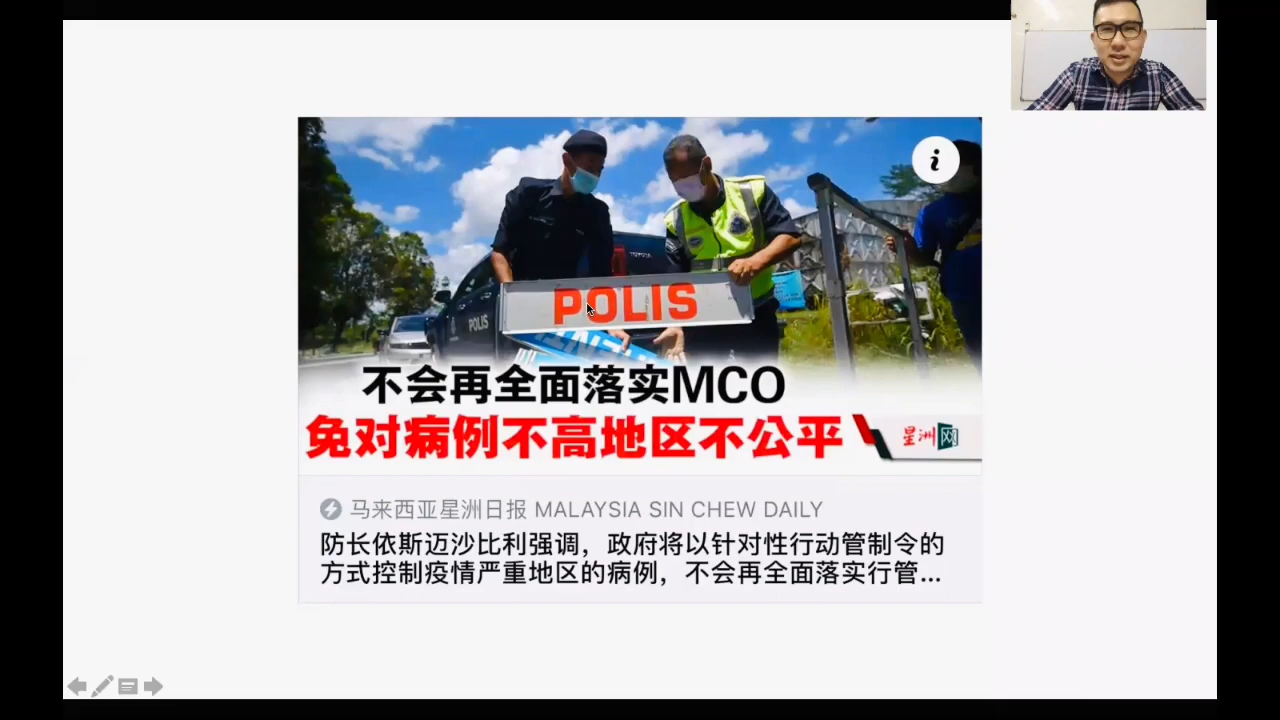 TOYOTA
POLIS
POLIS
不会再全面落实MCO
免对病例不高地区不公平
星洲网
马来西亚星洲日报 MALAYSIA SIN CHEW DAILY
防长依斯迈沙比利强调，政府将以针对性行动管制令的
方式控制疫情严重地区的病例，不会再全面落实行管...